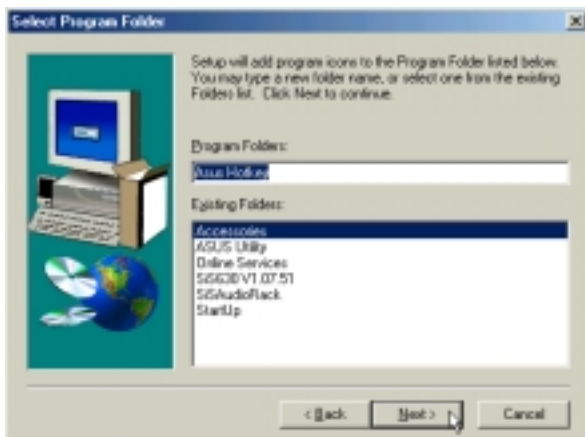 Select Program Folder
Setup will add program icons to the Program Folder listed below.
You may type a new folder name, or select one from the existing
Folders list. Click Next to continue.
Program Folders:
Asus Hotkey
Existing Folders:
Accessories
ASUS Utility
Online Services
SiS630 V1.07.51
SiSAudioRack
StartUp
< Back
Next >
Cancel